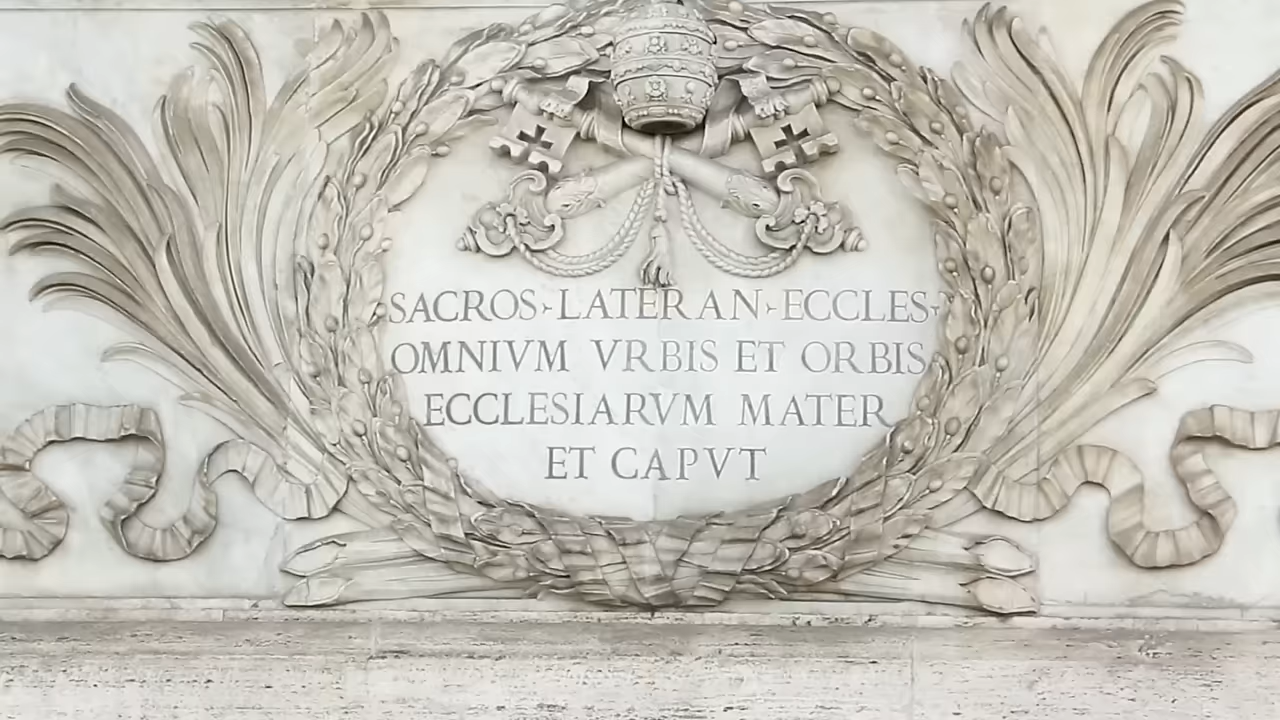 SACROS · LATERAN · ECCLES ·
OMNIVM VRBIS ET ORBIS
ECCLESIARVM MATER
ET CAPVT